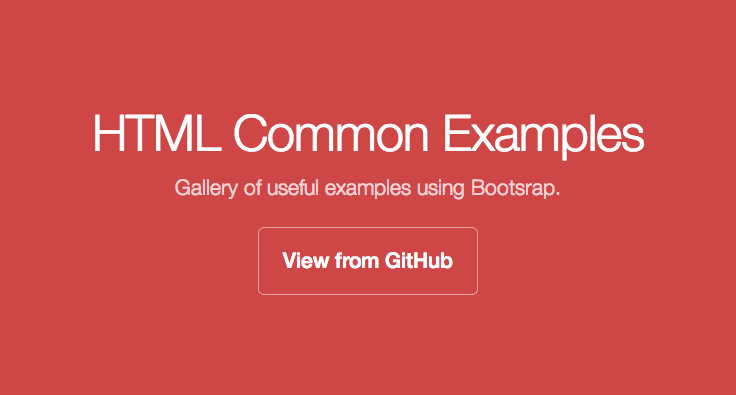 HTML Common Examples
Gallery of useful examples using Bootsrap.
View from GitHub